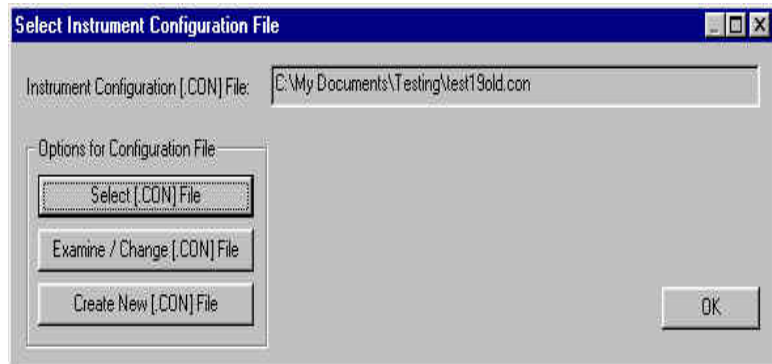 Select Instrument Configuration File
Instrument Configuration [.CON] File: C:\My Documents\Testing\test19old.con
Options for Configuration File
Select [.CON] File
Examine / Change [.CON] File
Create New [.CON] File
OK